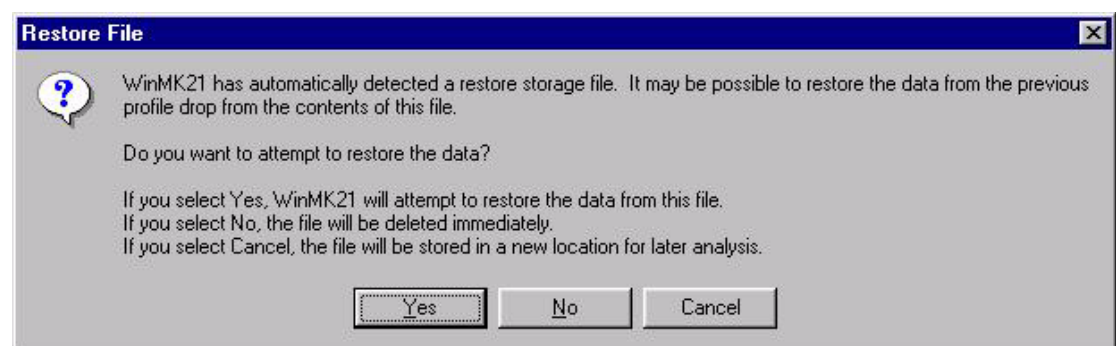 Restore File
?
WinMK21 has automatically detected a restore storage file.  It may be possible to restore the data from the previous
profile drop from the contents of this file.
Do you want to attempt to restore the data?
If you select Yes, WinMK21 will attempt to restore the data from this file.
If you select No, the file will be deleted immediately.
If you select Cancel, the file will be stored in a new location for later analysis.
Yes No Cancel